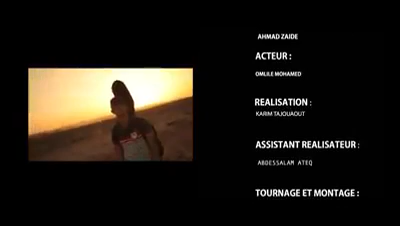 AHMAD ZAIDE
ACTEUR :
OMLILE MOHAMED
REALISATION :
KARIM TAJOUAOUT
ASSISTANT REALISATEUR :
ABDESSALAM ATEQ
TOURNAGE ET MONTAGE :